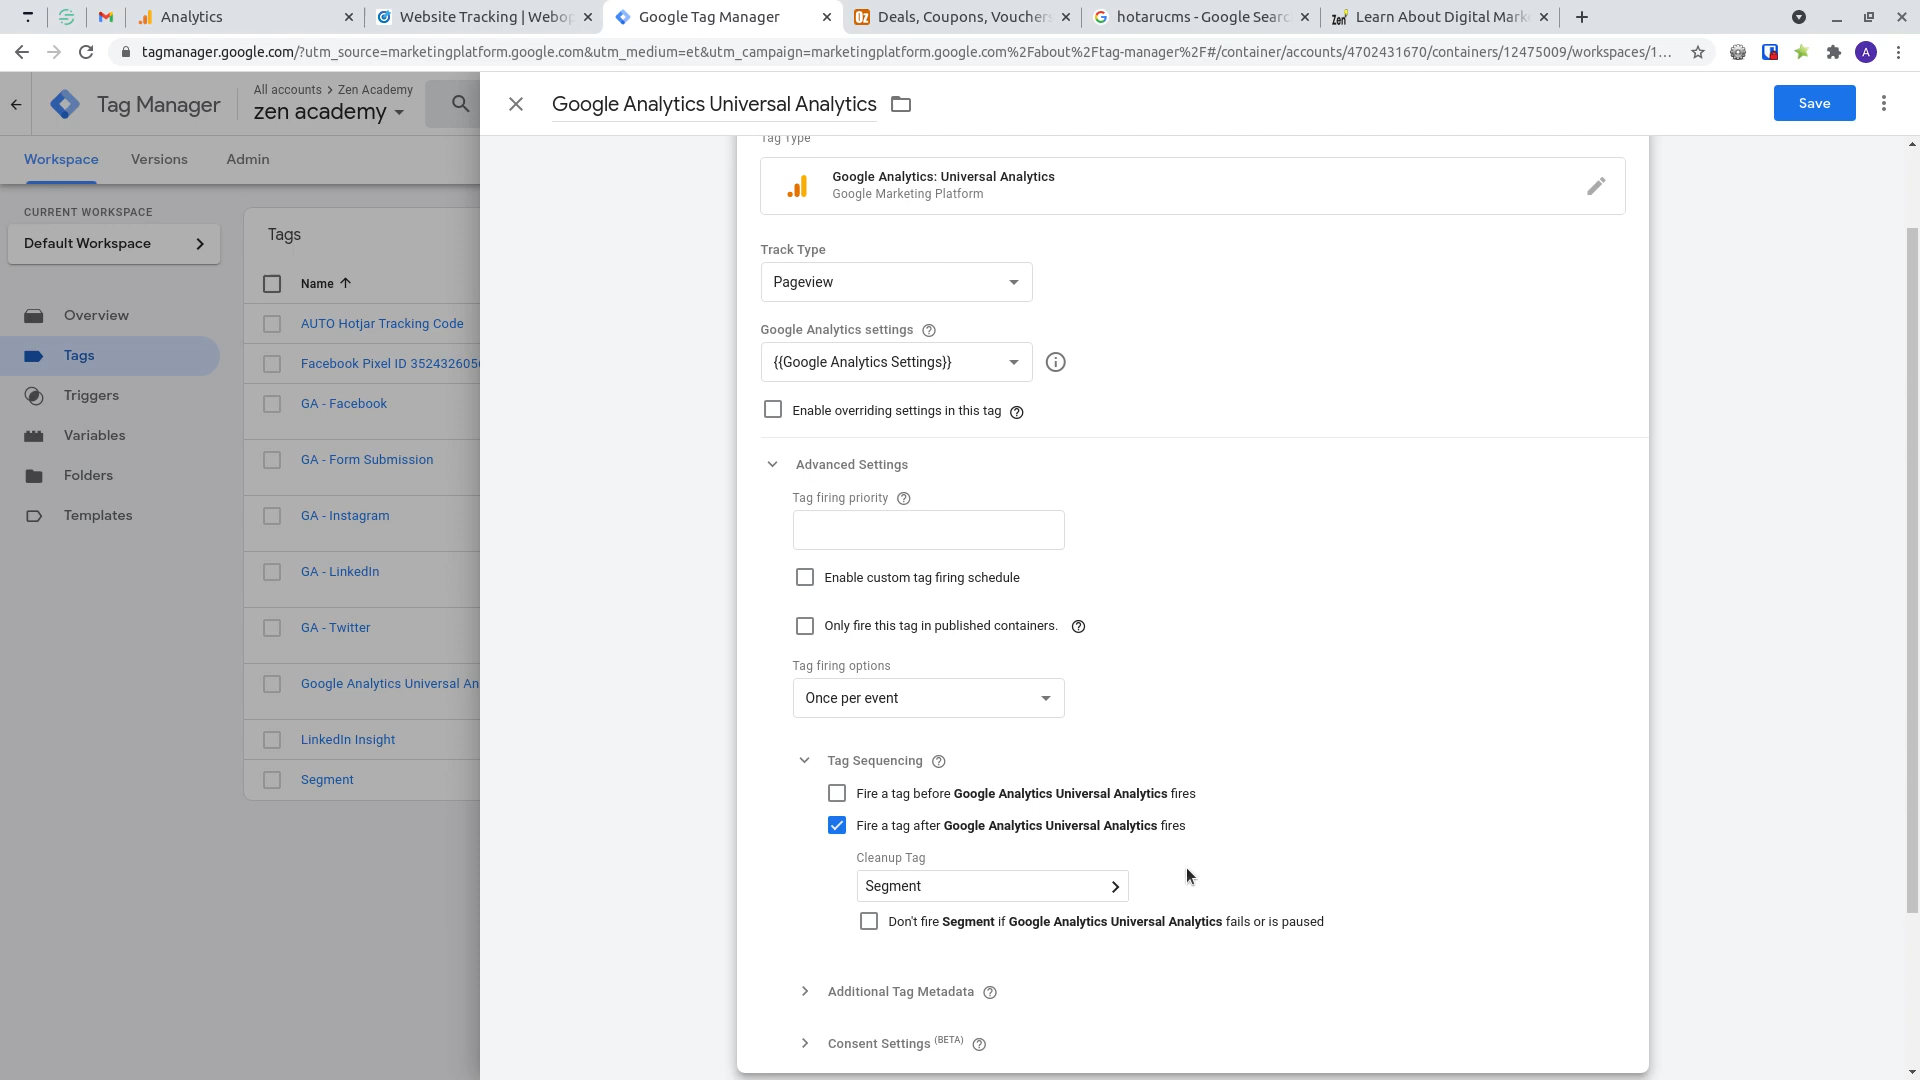 Analytics
Website Tracking | Webop
Google Tag Manager
Deals, Coupons, Voucher
hotarucms - Google Searc
Learn About Digital Mark
tagmanager.google.com/?utm_source=marketingplatform.google.com&utm_medium=et&utm_campaign=marketingplatform.google.com%2Fabout%2Ftag-manager%2F#/container/accounts/4702431670/containers/12475009/workspaces/1...
A
Tag Manager
All accounts > Zen Academy
zen academy
Google Analytics Universal Analytics
Save
Workspace
Versions
Admin
CURRENT WORKSPACE
Default Workspace
Overview
Tags
Triggers
Variables
Folders
Templates
Tags
Name
AUTO Hotjar Tracking Code
Facebook Pixel ID 352432605
GA - Facebook
GA - Form Submission
GA - Instagram
GA - LinkedIn
GA - Twitter
Google Analytics Universal An
LinkedIn Insight
Segment
Tag Type
Google Analytics: Universal Analytics
Google Marketing Platform
Track Type
Pageview
Google Analytics settings
{{Google Analytics Settings}}
Enable overriding settings in this tag
Advanced Settings
Tag firing priority
Enable custom tag firing schedule
Only fire this tag in published containers.
Tag firing options
Once per event
Tag Sequencing
Fire a tag before Google Analytics Universal Analytics fires
Fire a tag after Google Analytics Universal Analytics fires
Cleanup Tag
Segment
Don't fire Segment if Google Analytics Universal Analytics fails or is paused
Additional Tag Metadata
Consent Settings (BETA)